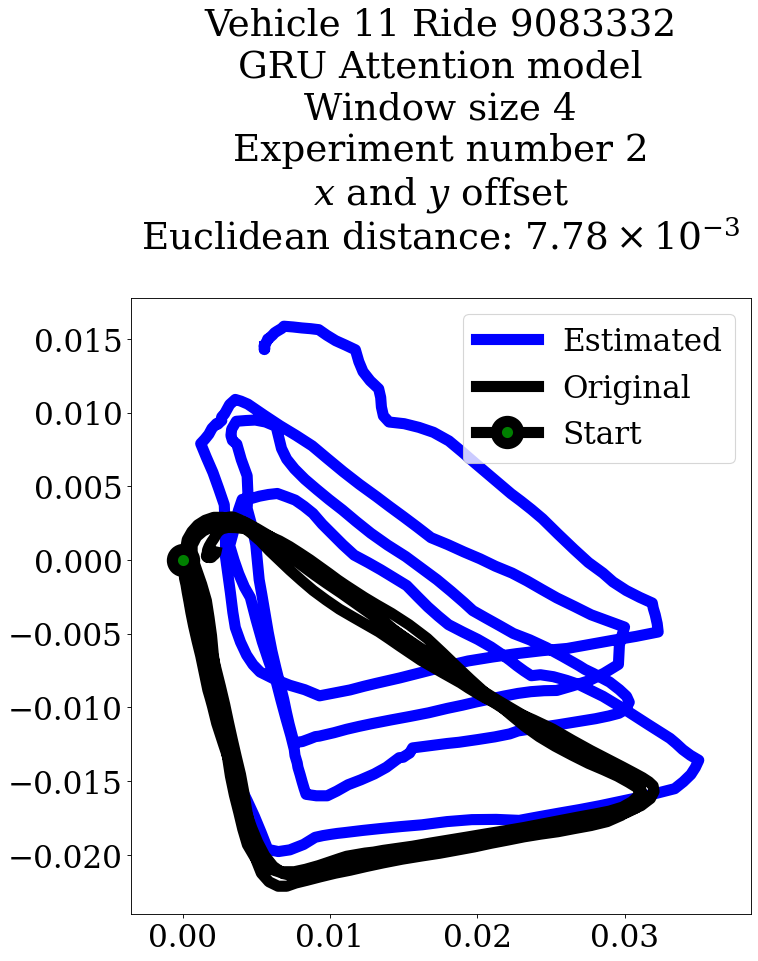 Vehicle 11 Ride 9083332
GRU Attention model
Window size 4
Experiment number 2
x and y offset
Euclidean distance: 7.78 × 10⁻³
Estimated
Original
Start
0.015
0.010
0.005
0.000
−0.005
−0.010
−0.015
−0.020
0.00 0.01 0.02 0.03